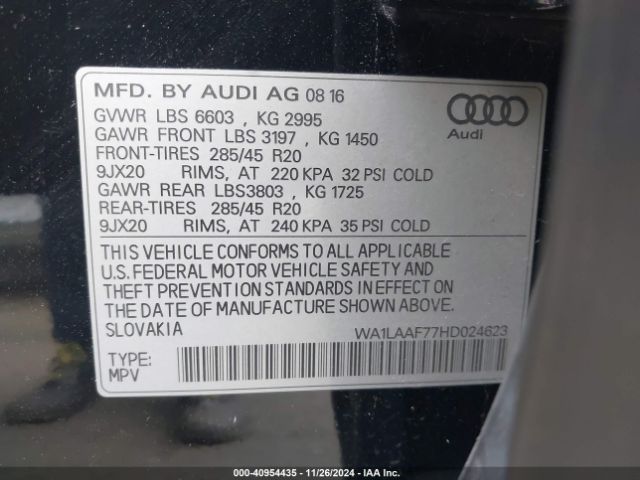 MFD. BY AUDI AG 08 16
GVWR LBS 6603 , KG 2995
GAWR FRONT LBS 3197 , KG 1450
FRONT-TIRES 285/45 R20
9JX20 RIMS, AT 220 KPA 32 PSI COLD
GAWR REAR LBS3803 , KG 1725
REAR-TIRES 285/45 R20
9JX20 RIMS, AT 240 KPA 35 PSI COLD
Audi
THIS VEHICLE CONFORMS TO ALL APPLICABLE
U.S. FEDERAL MOTOR VEHICLE SAFETY AND
THEFT PREVENTION STANDARDS IN EFFECT ON
THE DATE OF MANUFACTURE SHOWN ABOVE.
SLOVAKIA
WA1LAAF77HD024623
TYPE:
MPV
000-40954435 - 11/26/2024 - IAA Inc.